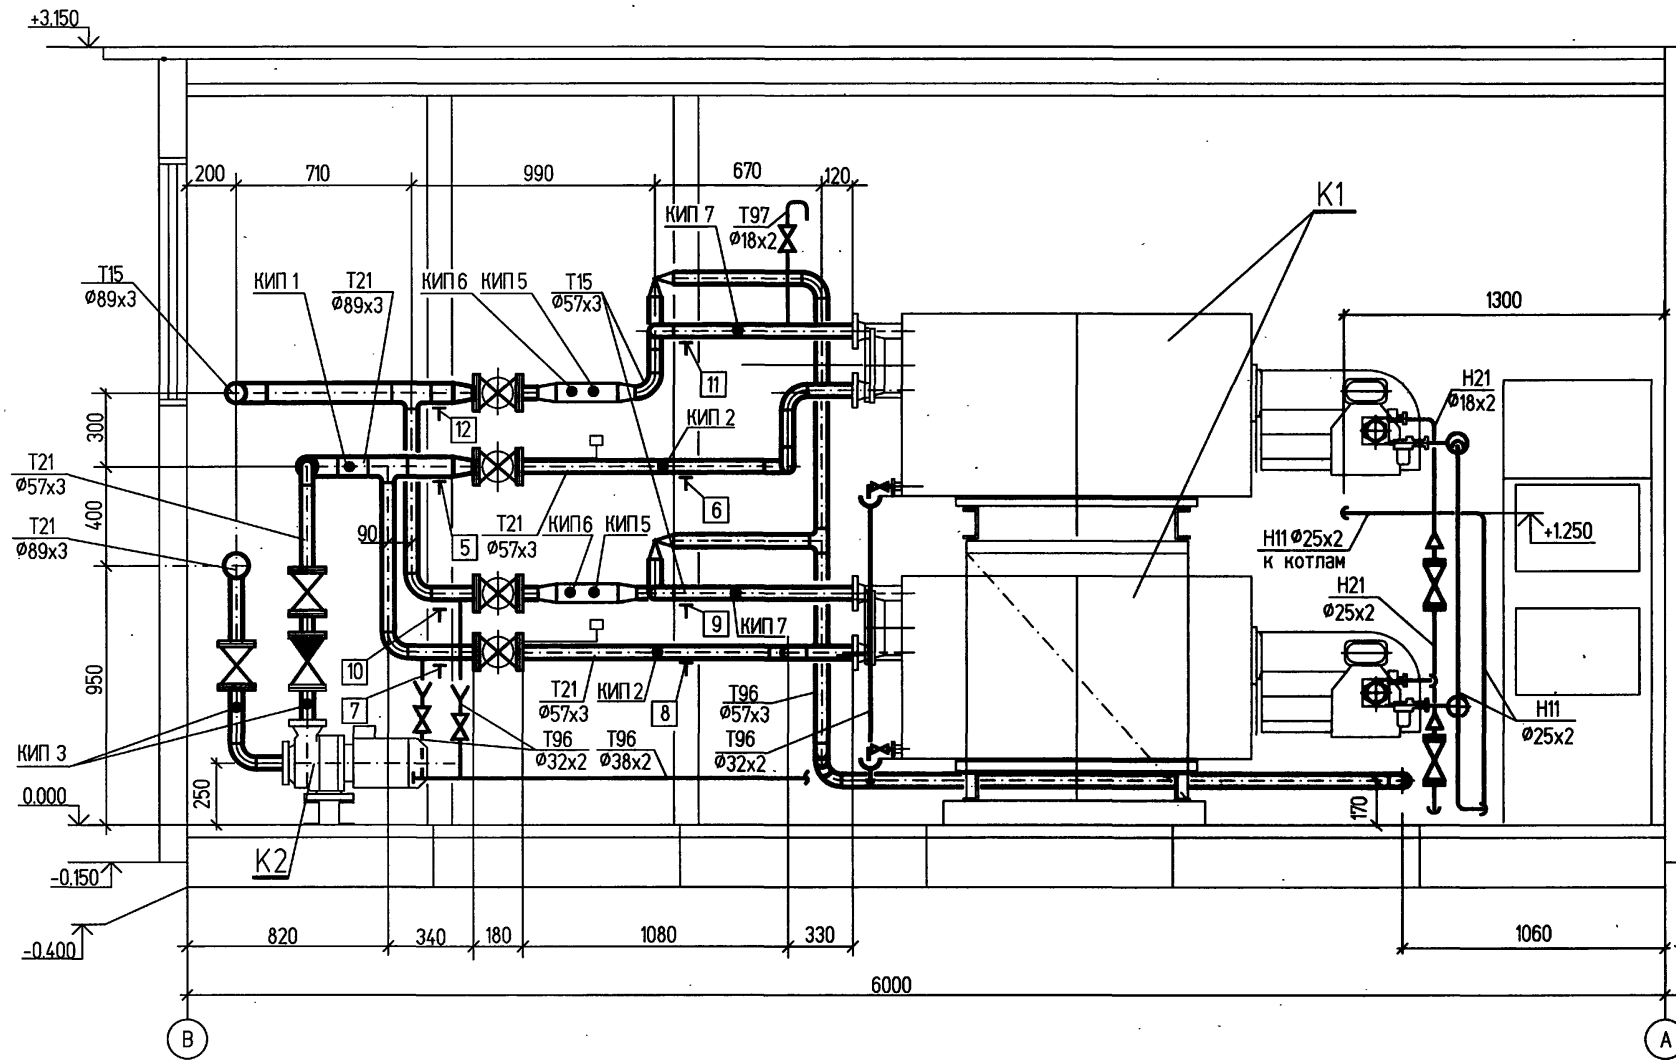 +3.150
200
710
990
670
120
К1
КИП 7
Т97
Ø18x2
Т15
Ø89x3
КИП 1
Т21
Ø89x3
КИП 6
КИП 5
Т15
Ø57x3
1300
11
Н21
Ø18x2
300
12
КИП 2
Т21
Ø57x3
400
6
Т21
Ø89x3
90
5
Т21
Ø57x3
КИП 6
КИП 5
Н11 Ø25x2
к котлам
+1.250
Н21
Ø25x2
9
КИП 7
950
10
7
Т21
Ø57x3
КИП 2
8
Т96
Ø57x3
Н11
Ø25x2
КИП 3
Т96
Ø32x2
Т96
Ø38x2
Т96
Ø32x2
250
170
0.000
К2
-0.150
-0.400
820
340
180
1080
330
1060
6000
В
А